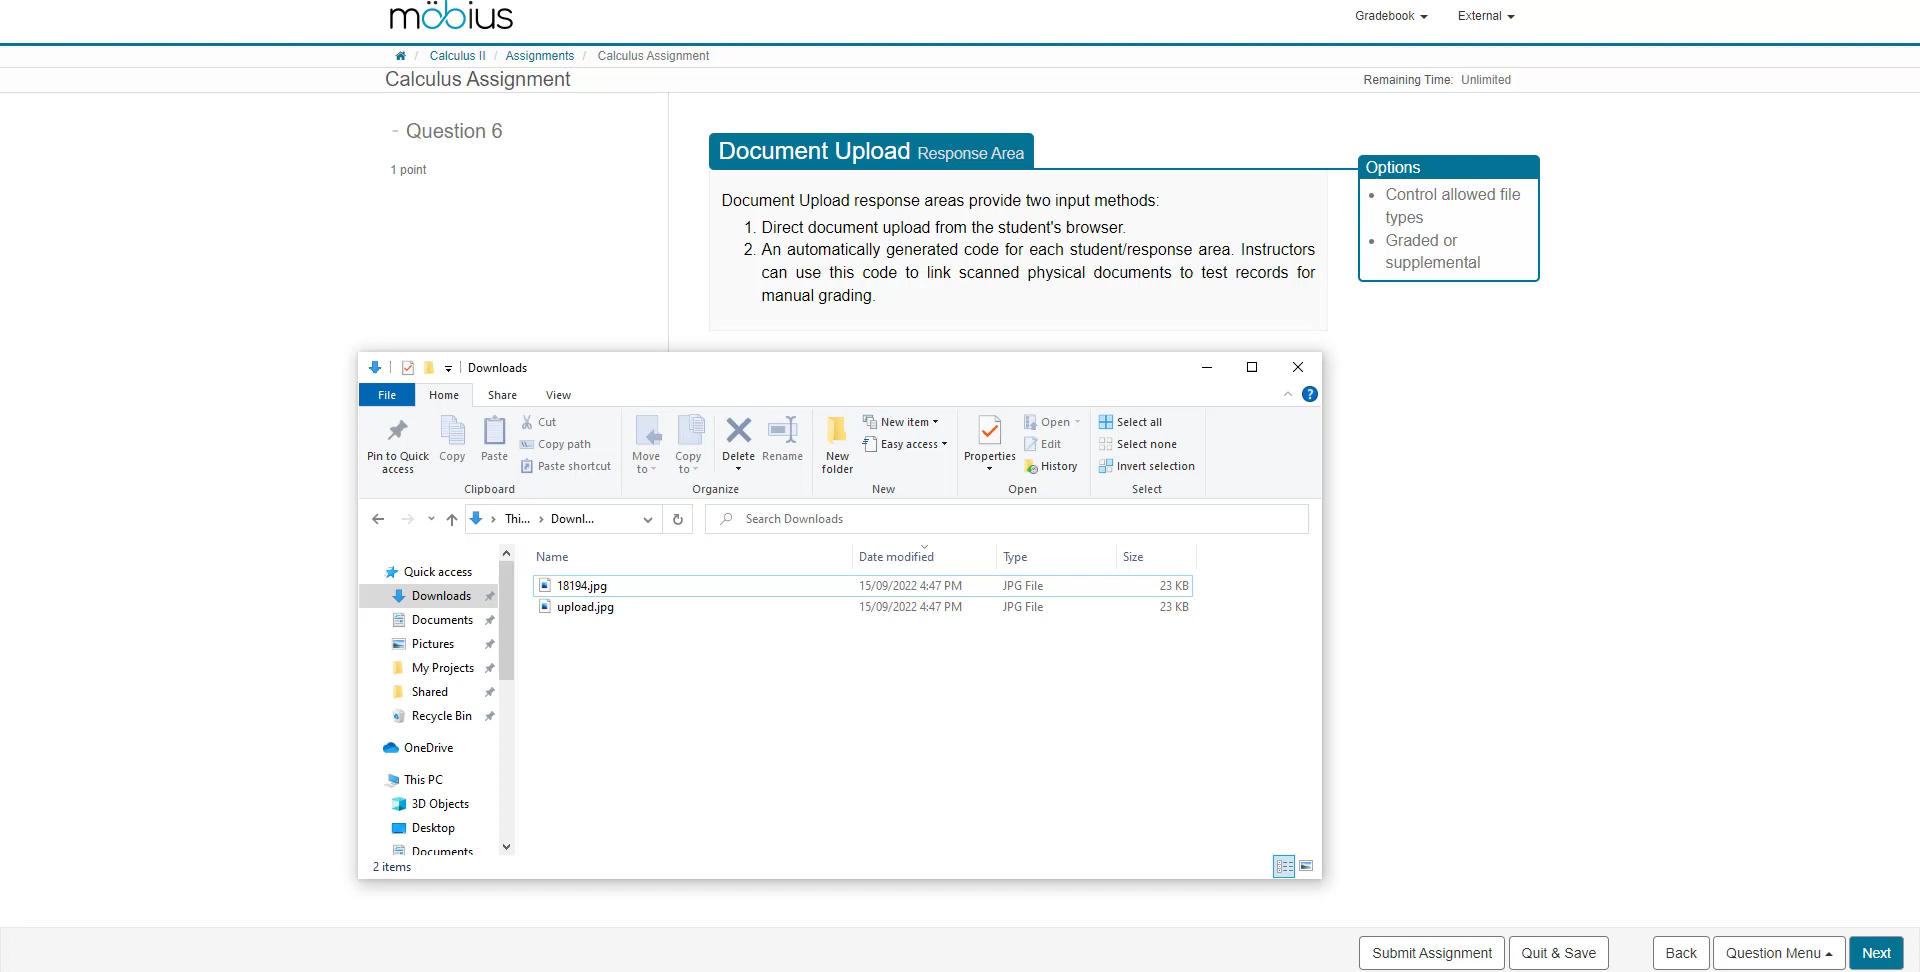 möbius
Gradebook
External
Calculus II / Assignments / Calculus Assignment
Calculus Assignment
Remaining Time: Unlimited
- Question 6
1 point
Document Upload Response Area
Document Upload response areas provide two input methods:
1. Direct document upload from the student's browser.
2. An automatically generated code for each student/response area. Instructors
can use this code to link scanned physical documents to test records for
manual grading.
Options
• Control allowed file
types
• Graded or
supplemental
Downloads
File
Home
Share
View
Pin to Quick
access
Copy
Paste
Cut
Copy path
Paste shortcut
Clipboard
Move
to
Copy
to
Delete
Rename
Organize
New
folder
New item
Easy access
New
Properties
Open
Edit
History
Open
Select all
Select none
Invert selection
Select
Thi... › Downl...
Search Downloads
Quick access
Downloads
Documents
Pictures
My Projects
Shared
Recycle Bin
OneDrive
This PC
3D Objects
Desktop
Documents
Name Date modified Type Size
18194.jpg 15/09/2022 4:47 PM JPG File 23 KB
upload.jpg 15/09/2022 4:47 PM JPG File 23 KB
2 items
Submit Assignment
Quit & Save
Back
Question Menu
Next